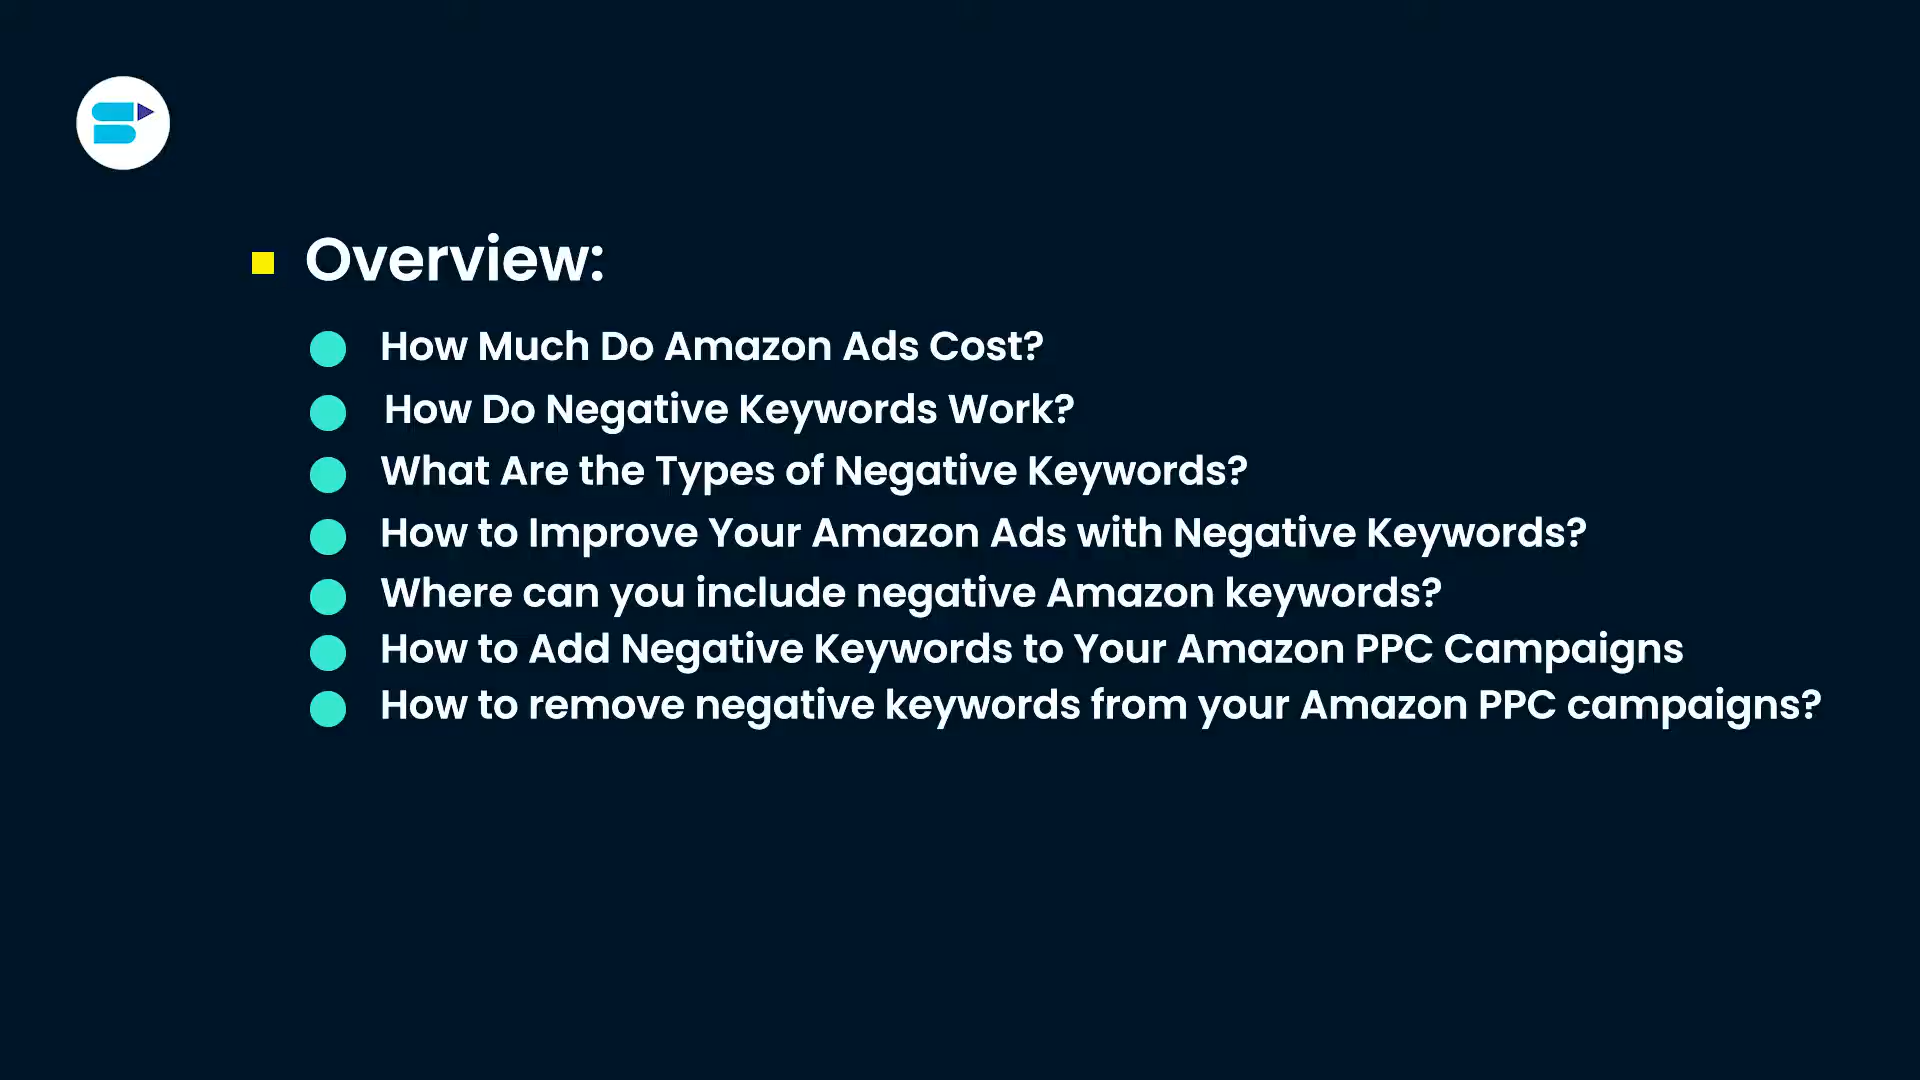 Overview:
How Much Do Amazon Ads Cost?
How Do Negative Keywords Work?
What Are the Types of Negative Keywords?
How to Improve Your Amazon Ads with Negative Keywords?
Where can you include negative Amazon keywords?
How to Add Negative Keywords to Your Amazon PPC Campaigns
How to remove negative keywords from your Amazon PPC campaigns?